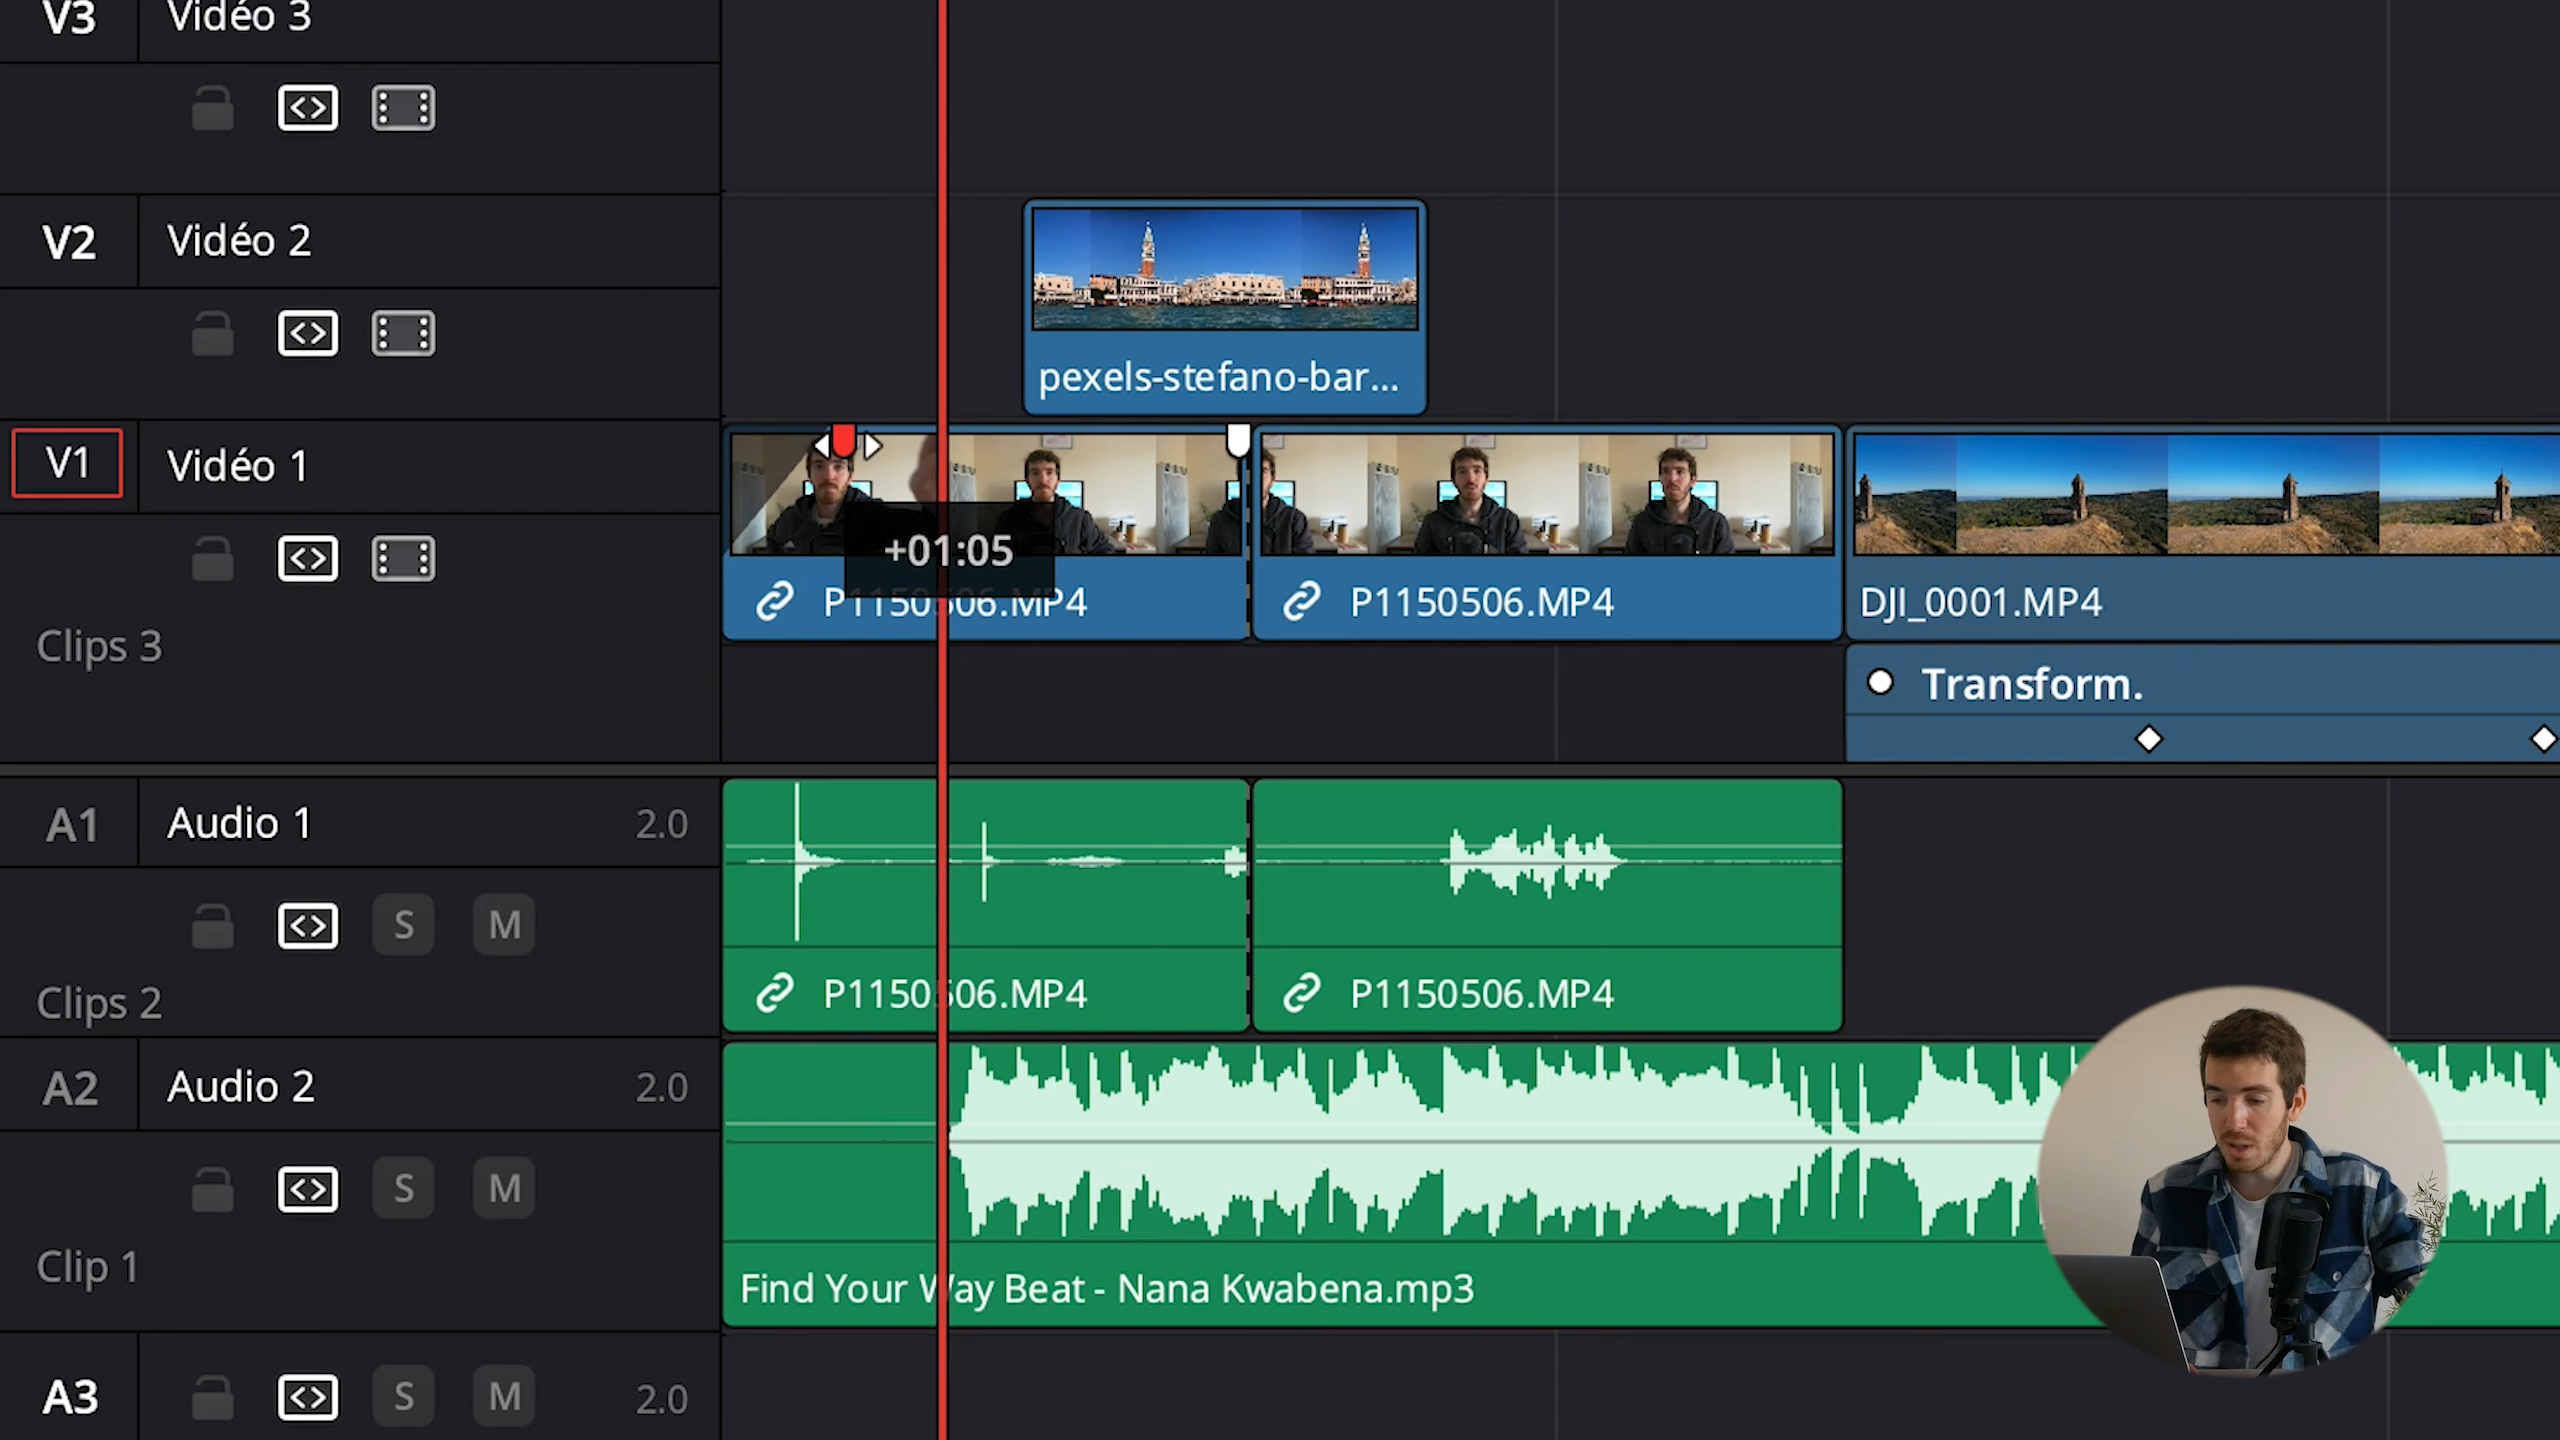 V3 Vidéo 3
V2 Vidéo 2
pexels-stefano-bar...
V1 Vidéo 1
+01:05
P1150506.MP4
P1150506.MP4
DJI_0001.MP4
Clips 3
Transform.
A1 Audio 1 2.0
S M
P1150506.MP4
P1150506.MP4
Clips 2
A2 Audio 2 2.0
S M
Clip 1
Find Your Way Beat - Nana Kwabena.mp3
A3 S M 2.0